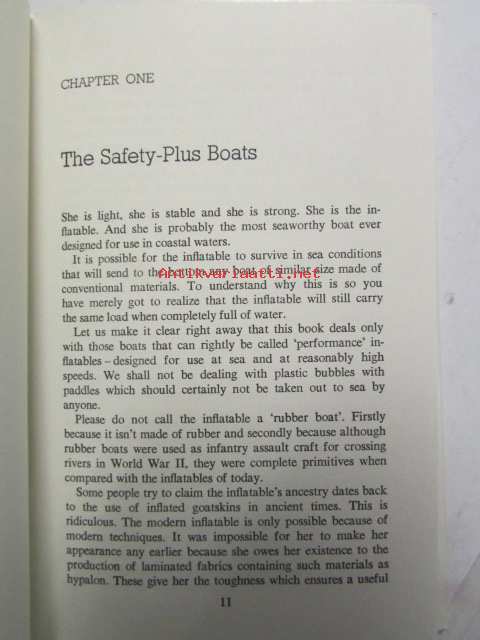 CHAPTER ONE
The Safety-Plus Boats
She is light, she is stable and she is strong. She is the in-
flatable. And she is probably the most seaworthy boat ever
designed for use in coastal waters.
It is possible for the inflatable to survive in sea conditions
that will send to the bottom any boat of similar size made of
antikvariaatti.net
conventional materials. To understand why this is so you
have merely got to realize that the inflatable will still carry
the same load when completely full of water.
Let us make it clear right away that this book deals only
with those boats that can rightly be called 'performance' in-
flatables – designed for use at sea and at reasonably high
speeds. We shall not be dealing with plastic bubbles with
paddles which should certainly not be taken out to sea by
anyone.
Please do not call the inflatable a 'rubber boat'. Firstly
because it isn't made of rubber and secondly because although
rubber boats were used as infantry assault craft for crossing
rivers in World War II, they were complete primitives when
compared with the inflatables of today.
Some people try to claim the inflatable's ancestry dates back
to the use of inflated goatskins in ancient times. This is
ridiculous. The modern inflatable is only possible because of
modern techniques. It was impossible for her to make her
appearance any earlier because she owes her existence to the
production of laminated fabrics containing such materials as
hypalon. These give her the toughness which ensures a useful
11